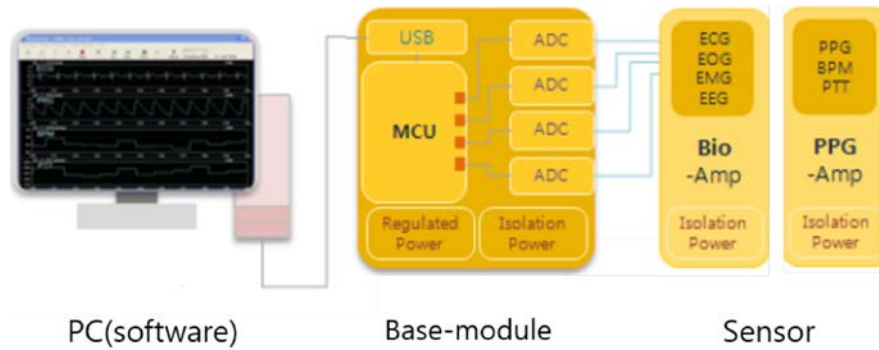 USB
MCU
ADC
ADC
ADC
ADC
Regulated
Power
Isolation
Power
ECG
EOG
EMG
EEG
Bio
-Amp
Isolation
Power
PPG
BPM
PTT
PPG
-Amp
Isolation
Power
PC(software)
Base-module
Sensor